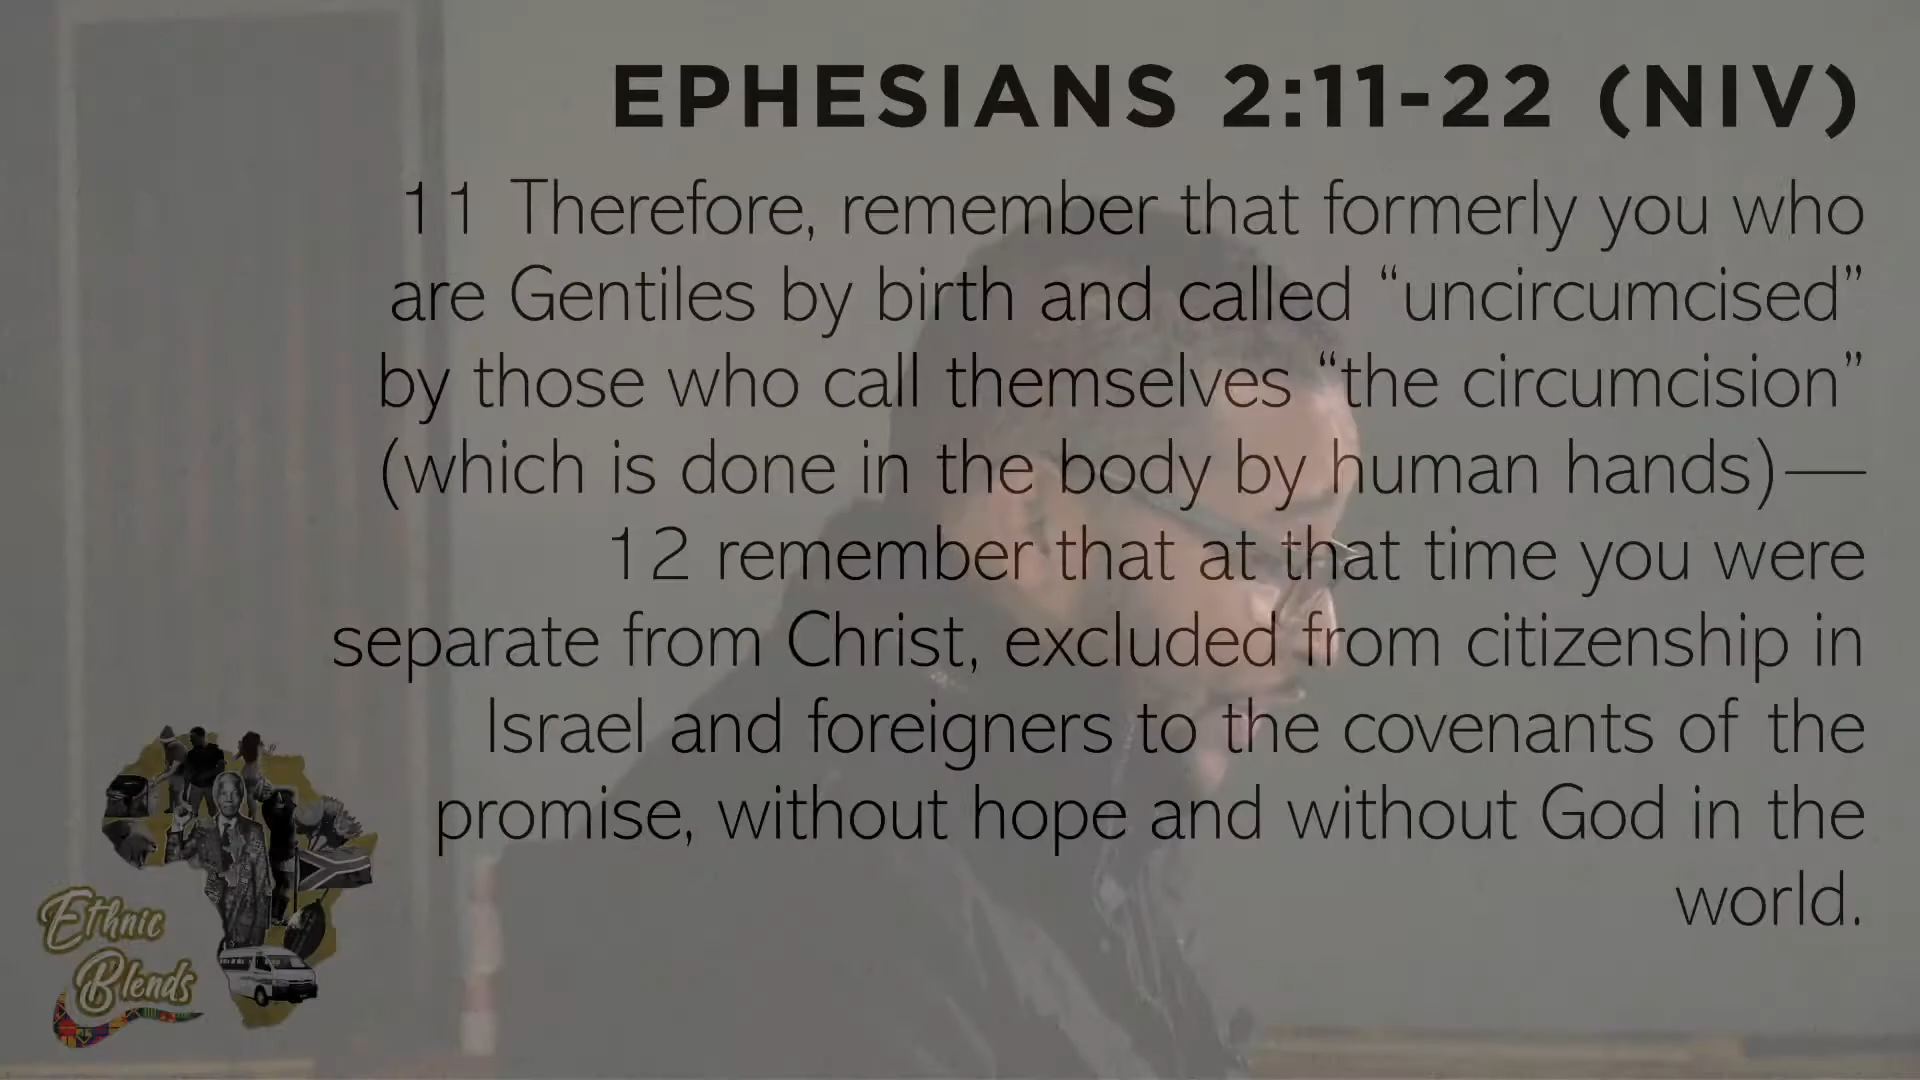 EPHESIANS 2:11-22 (NIV)
11 Therefore, remember that formerly you who
are Gentiles by birth and called “uncircumcised”
by those who call themselves “the circumcision”
(which is done in the body by human hands)—
12 remember that at that time you were
separate from Christ, excluded from citizenship in
Israel and foreigners to the covenants of the
promise, without hope and without God in the
world.
Ethnic
Blends